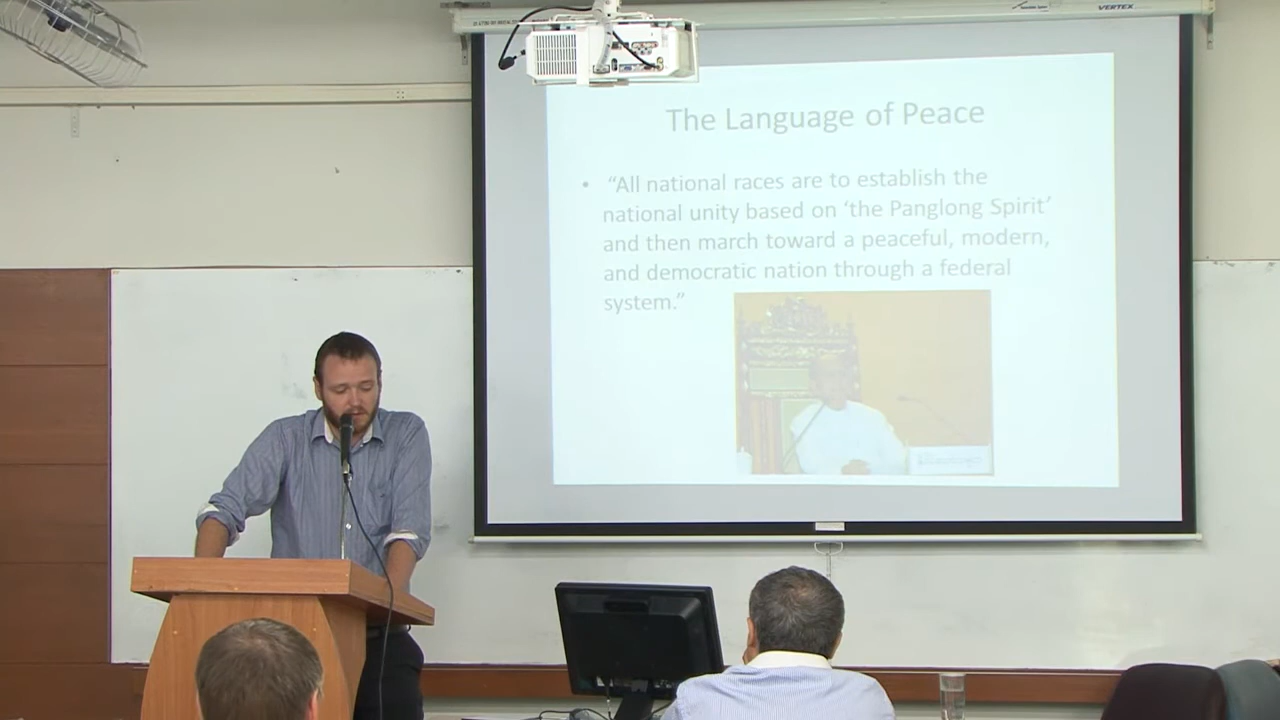 VERTEX
The Language of Peace
• “All national races are to establish the
national unity based on ‘the Panglong Spirit’
and then march toward a peaceful, modern,
and democratic nation through a federal
system.”